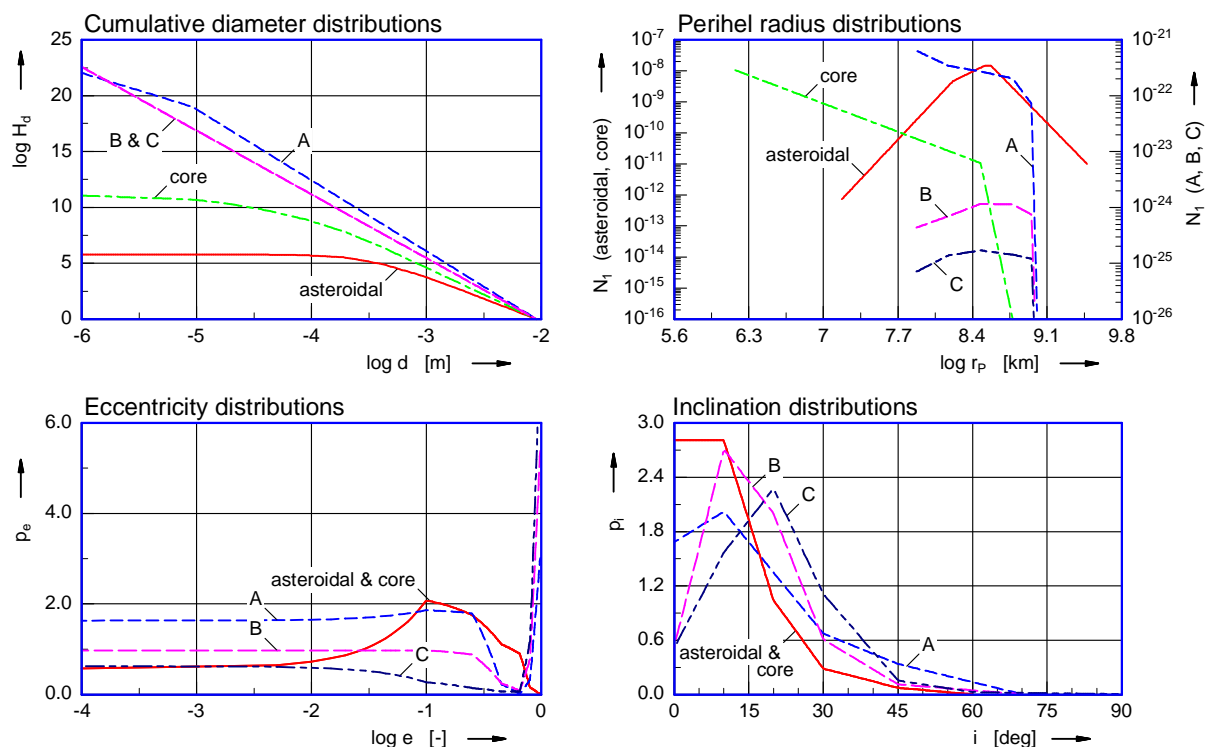 Cumulative diameter distributions
25
20
15
10
5
0
log H_d
A
B & C
core
asteroidal
-6 -5 -4 -3 -2
log d [m]
Perihel radius distributions
10^-7
10^-8
10^-9
10^-10
10^-11
10^-12
10^-13
10^-14
10^-15
10^-16
N_1 (asteroidal, core)
10^-21
10^-22
10^-23
10^-24
10^-25
10^-26
N_1 (A, B, C)
core
asteroidal
A
B
C
5.6 6.3 7 7.7 8.4 9.1 9.8
log r_P [km]
Eccentricity distributions
6.0
4.0
2.0
0.0
p_e
asteroidal & core
A
B
C
-4 -3 -2 -1 0
log e [-]
Inclination distributions
3.0
2.4
1.8
1.2
0.6
0.0
p_i
B
C
A
asteroidal &
core
0 15 30 45 60 75 90
i [deg]